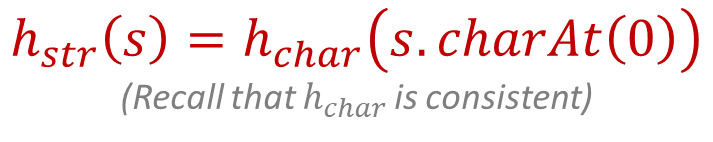 h_str(s) = h_char(s.charAt(0))
(Recall that h_char is consistent)